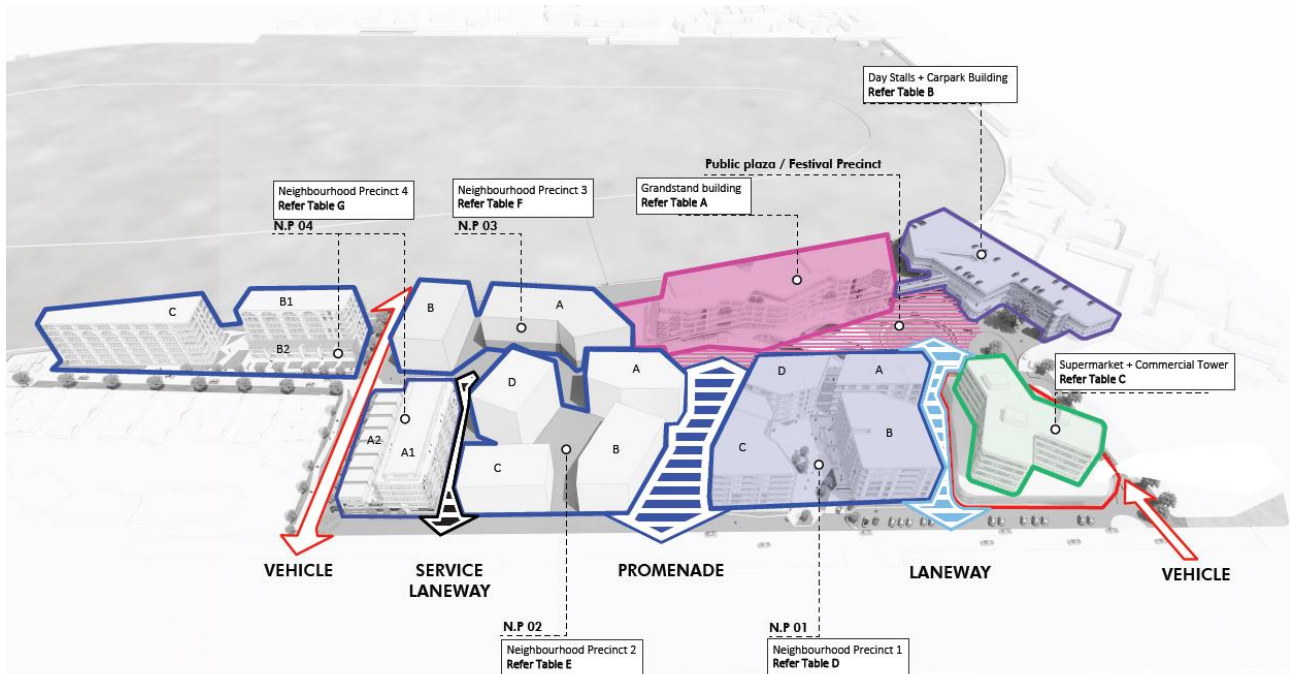 Day Stalls + Carpark Building
Refer Table B
Public plaza / Festival Precinct
Grandstand building
Refer Table A
Neighbourhood Precinct 4
Refer Table G
N.P 04
Neighbourhood Precinct 3
Refer Table F
N.P 03
C
B1
B2
B
A
A2
A1
D
A
C
B
D
A
C
B
Supermarket + Commercial Tower
Refer Table C
VEHICLE
SERVICE
LANEWAY
PROMENADE
LANEWAY
VEHICLE
N.P 02
Neighbourhood Precinct 2
Refer Table E
N.P 01
Neighbourhood Precinct 1
Refer Table D